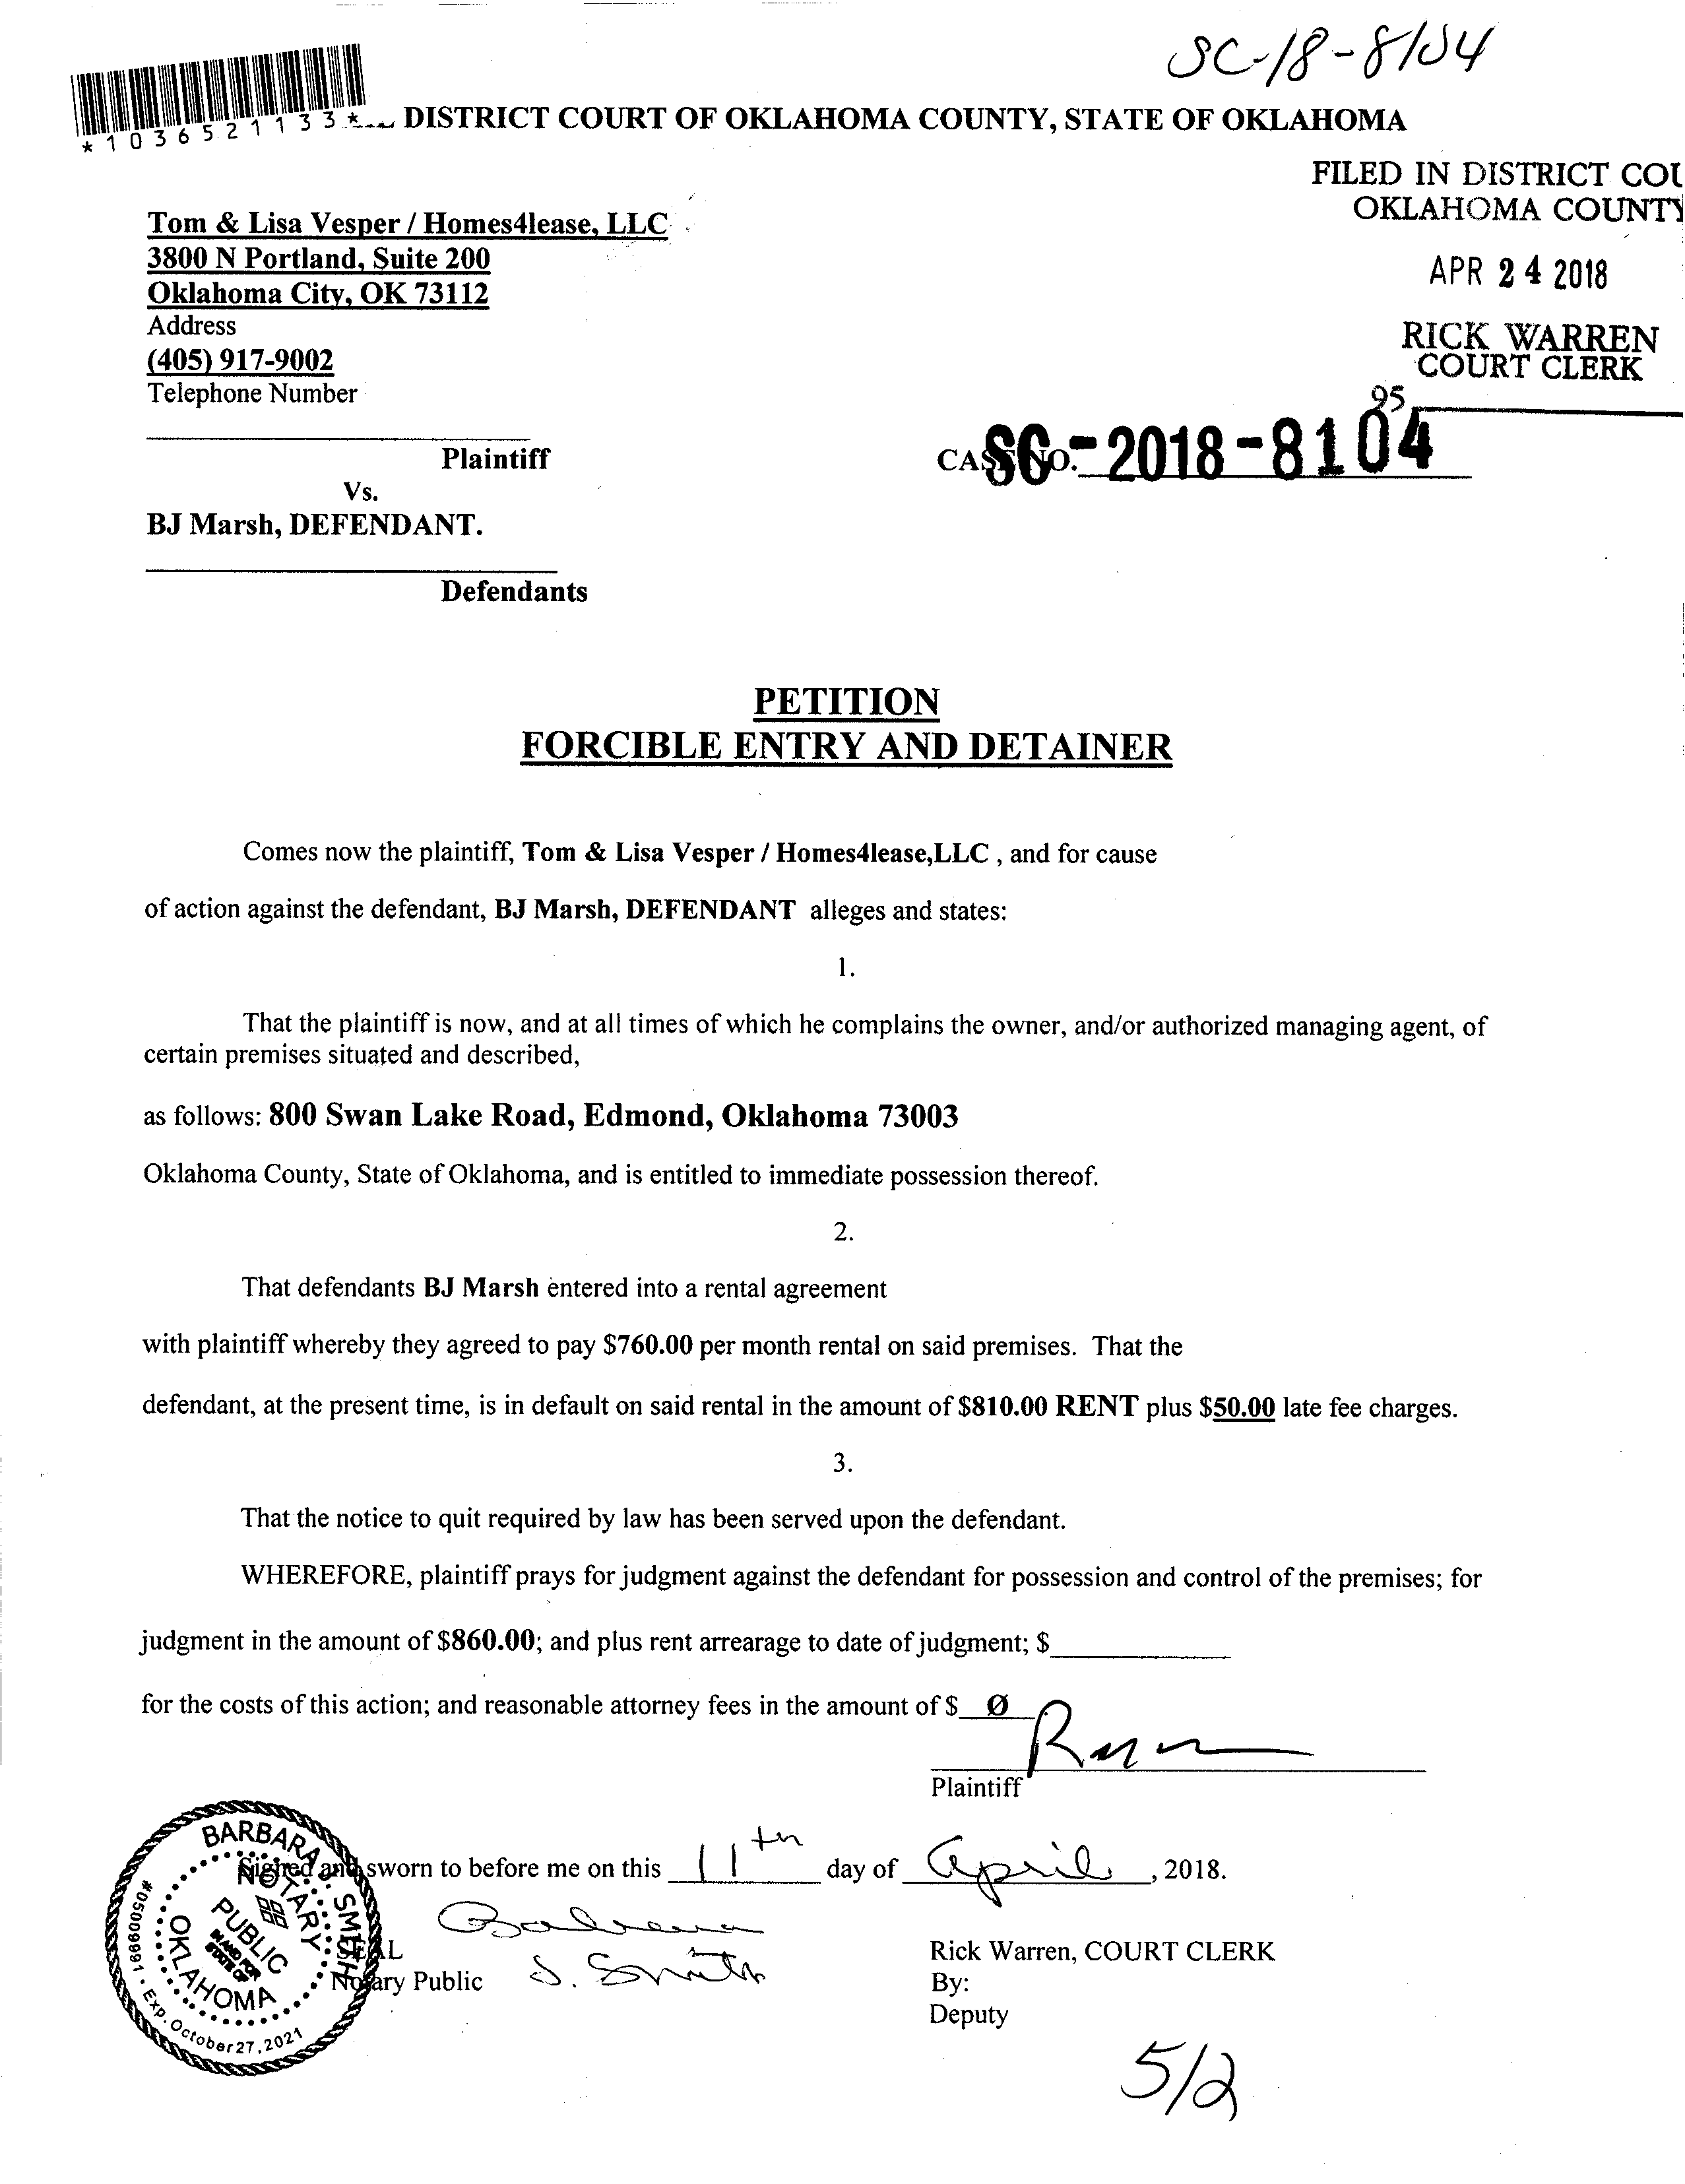 SC-18-8104
*1036521133*
DISTRICT COURT OF OKLAHOMA COUNTY, STATE OF OKLAHOMA
FILED IN DISTRICT COU
OKLAHOMA COUNTY
APR 24 2018
RICK WARREN
COURT CLERK
95
Tom & Lisa Vesper / Homes4lease, LLC
3800 N Portland, Suite 200
Oklahoma City, OK 73112
Address
(405) 917-9002
Telephone Number
Plaintiff
CASE NO. SC-2018-8104
Vs.
BJ Marsh, DEFENDANT.
Defendants
PETITION
FORCIBLE ENTRY AND DETAINER
Comes now the plaintiff, Tom & Lisa Vesper / Homes4lease,LLC , and for cause
of action against the defendant, BJ Marsh, DEFENDANT alleges and states:
1.
That the plaintiff is now, and at all times of which he complains the owner, and/or authorized managing agent, of
certain premises situated and described,
as follows: 800 Swan Lake Road, Edmond, Oklahoma 73003
Oklahoma County, State of Oklahoma, and is entitled to immediate possession thereof.
2.
That defendants BJ Marsh entered into a rental agreement
with plaintiff whereby they agreed to pay $760.00 per month rental on said premises. That the
defendant, at the present time, is in default on said rental in the amount of $810.00 RENT plus $50.00 late fee charges.
3.
That the notice to quit required by law has been served upon the defendant.
WHEREFORE, plaintiff prays for judgment against the defendant for possession and control of the premises; for
judgment in the amount of $860.00; and plus rent arrearage to date of judgment; $
for the costs of this action; and reasonable attorney fees in the amount of $ Ø
Plaintiff
Signed and sworn to before me on this 11th day of April, 2018.
Barbara
J. Smith
SEAL
Notary Public
BARBARA J. SMITH
NOTARY
PUBLIC
IN AND FOR
STATE OF
OKLAHOMA
#05009991 • Exp. October 27, 2021
Rick Warren, COURT CLERK
By:
Deputy
5/2